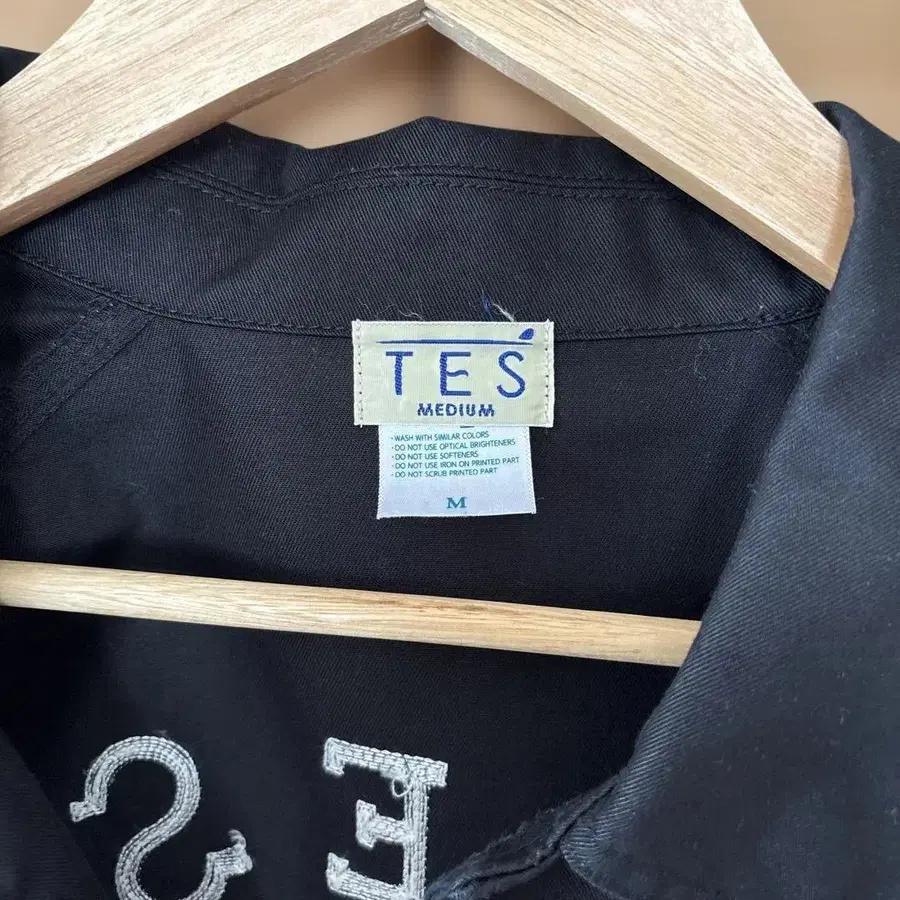 TES
MEDIUM
·WASH WITH SIMILAR COLORS
·DO NOT USE OPTICAL BRIGHTENERS
·DO NOT USE SOFTENERS
·DO NOT USE IRON ON PRINTED PART
·DO NOT SCRUB PRINTED PART
M
S E